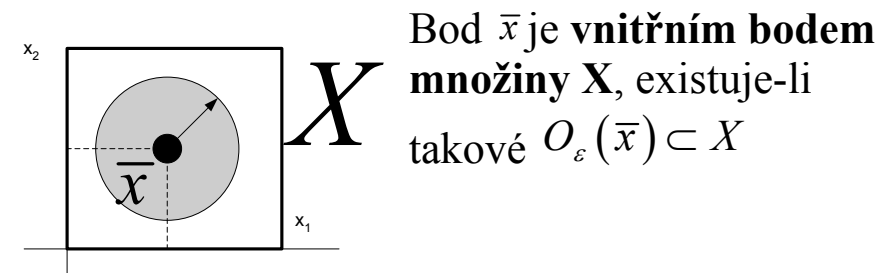 x₂
X
x̅
x₁
Bod x̅ je vnitřním bodem
množiny X, existuje-li
takové O_ε(x̅) ⊂ X